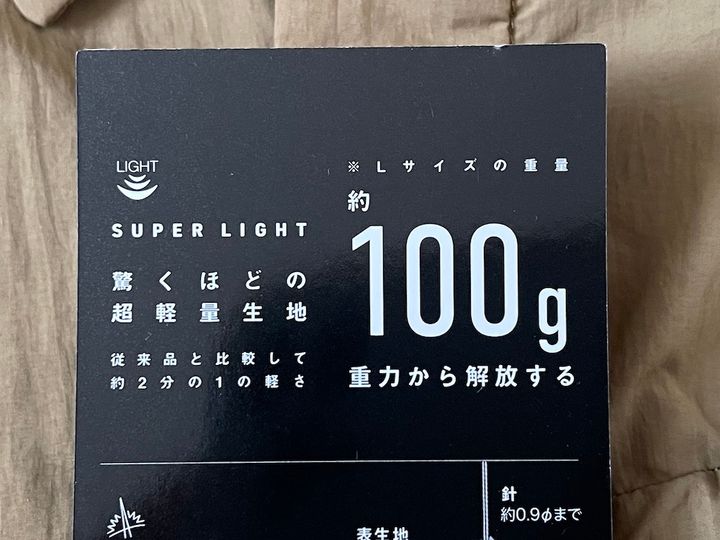 LIGHT
SUPER LIGHT
驚くほどの
超軽量生地
従来品と比較して
約2分の1の軽さ
※Lサイズの重量
約
100g
重力から解放する
針
約0.9φまで
表生地